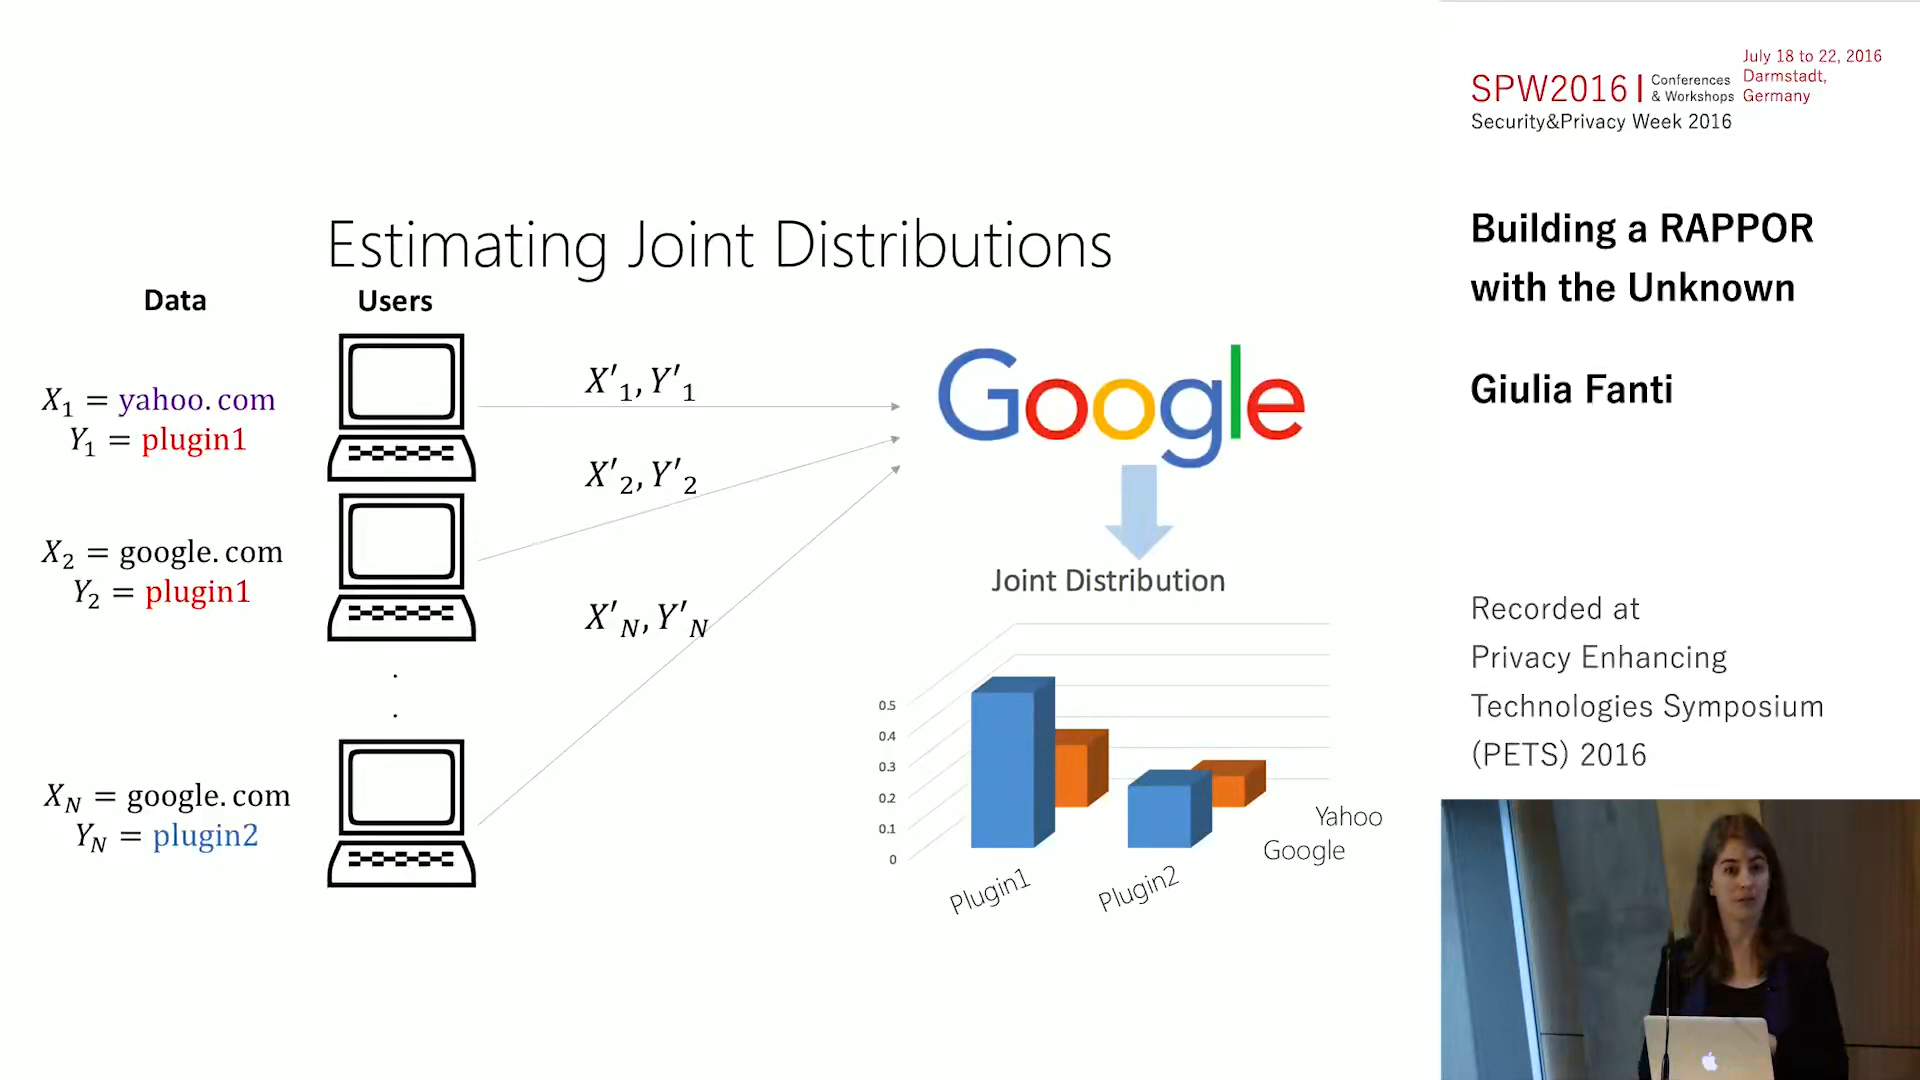 Estimating Joint Distributions
Data
Users
X₁ = yahoo.com
Y₁ = plugin1
X₂ = google.com
Y₂ = plugin1
.
.
X_N = google.com
Y_N = plugin2
X′₁, Y′₁
X′₂, Y′₂
X′_N, Y′_N
Google
Joint Distribution
0.5
0.4
0.3
0.2
0.1
0
Plugin1
Plugin2
Yahoo
Google
SPW2016 | Conferences & Workshops
July 18 to 22, 2016
Darmstadt,
Germany
Security&Privacy Week 2016
Building a RAPPOR
with the Unknown
Giulia Fanti
Recorded at
Privacy Enhancing
Technologies Symposium
(PETS) 2016